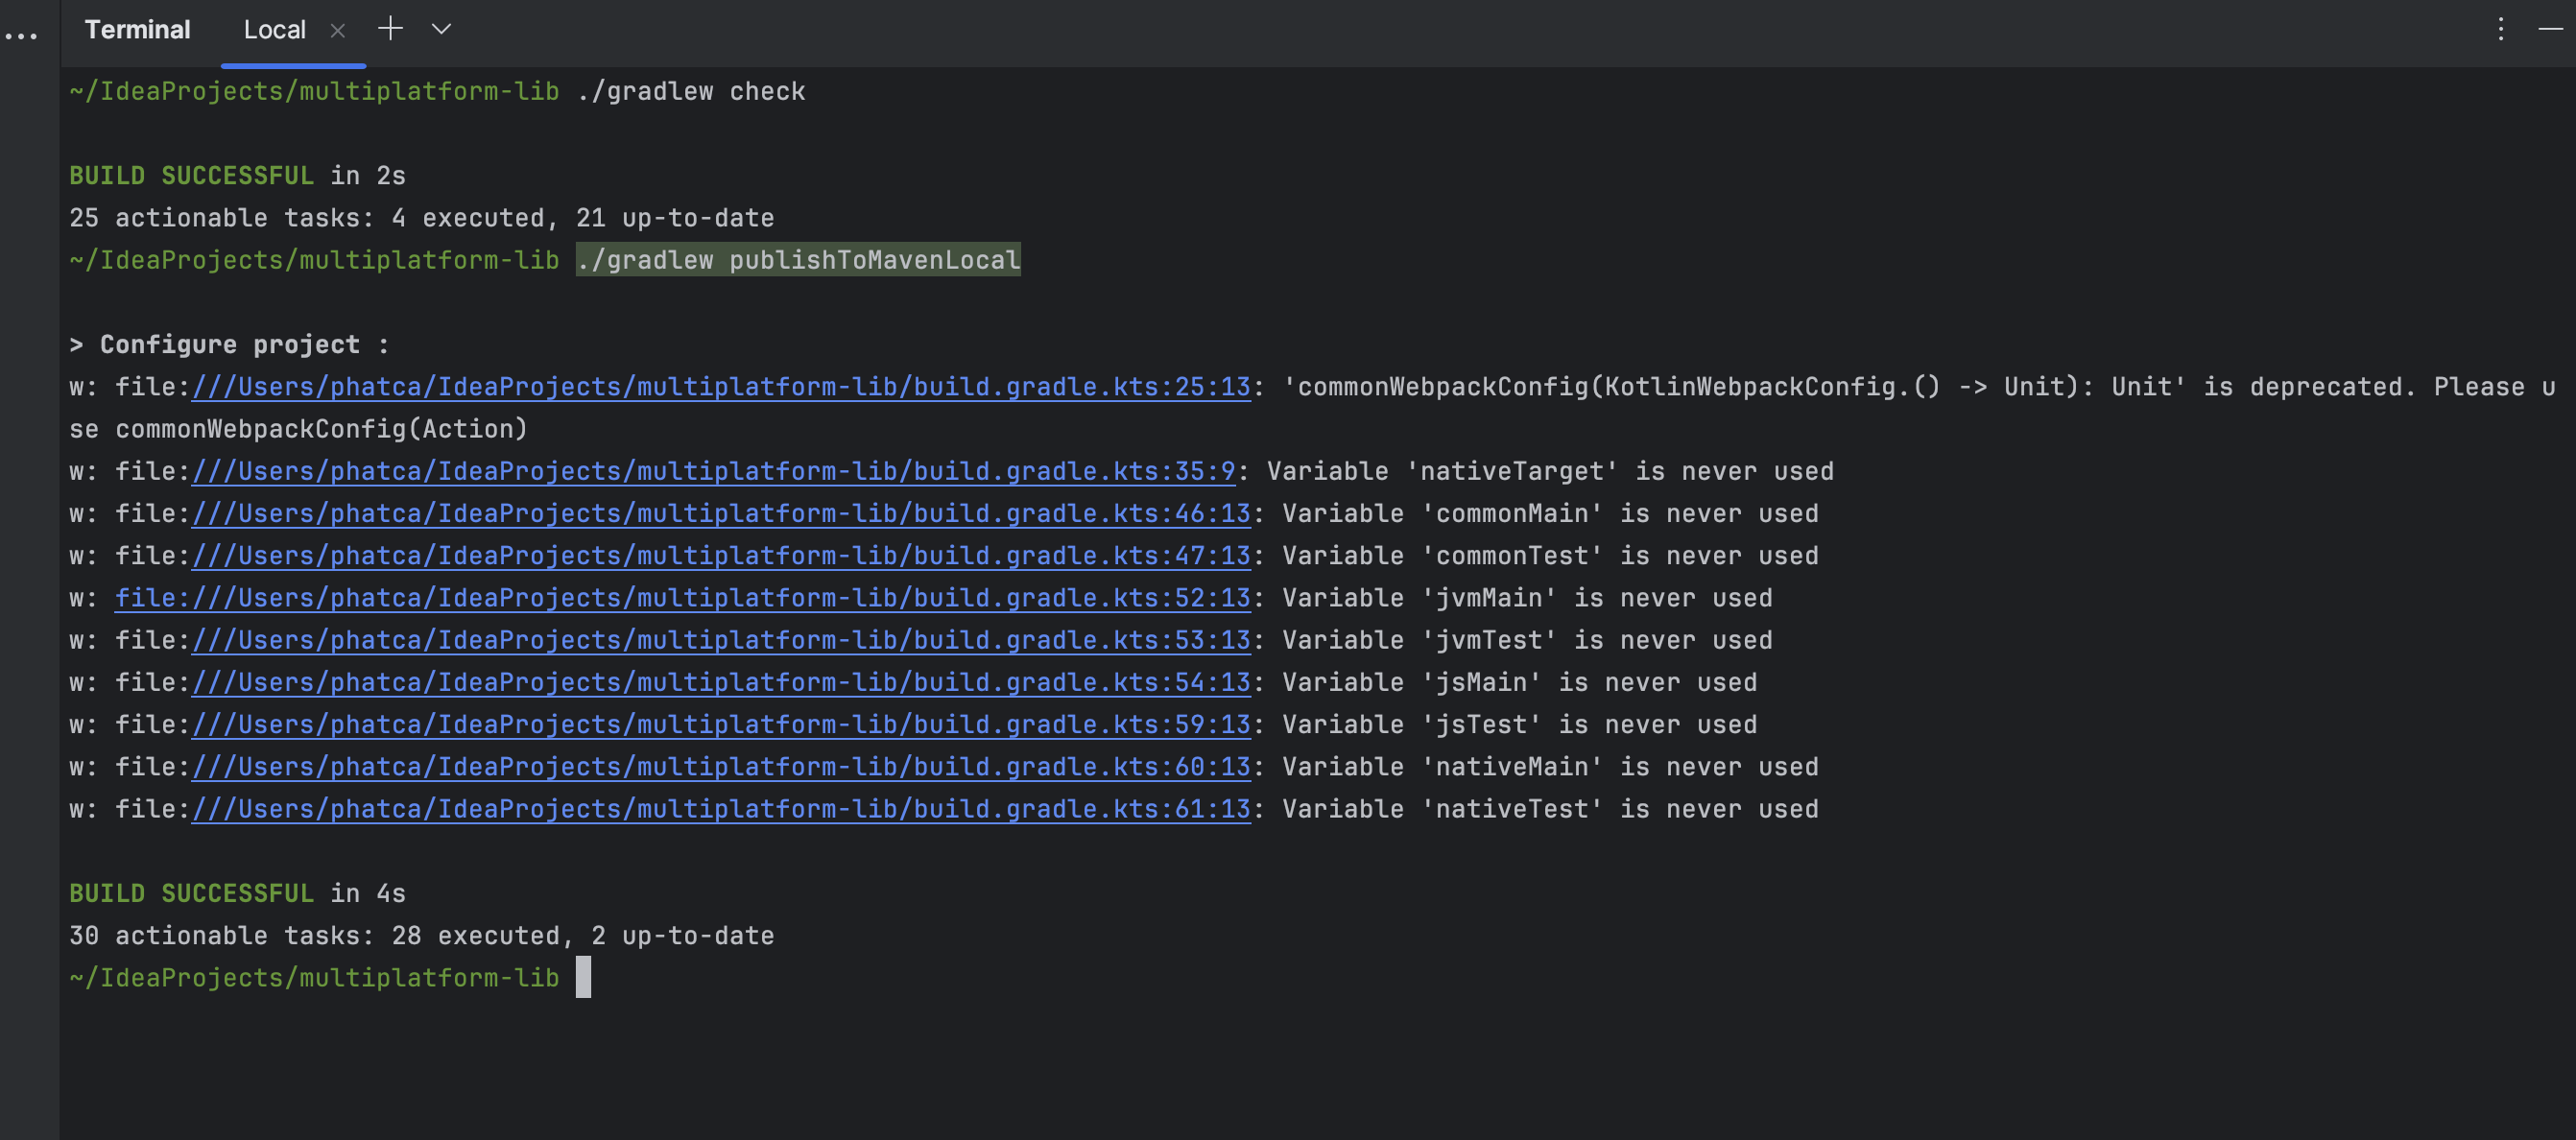 Terminal Local
~/IdeaProjects/multiplatform-lib ./gradlew check
BUILD SUCCESSFUL in 2s
25 actionable tasks: 4 executed, 21 up-to-date
~/IdeaProjects/multiplatform-lib ./gradlew publishToMavenLocal
> Configure project :
w: file:///Users/phatca/IdeaProjects/multiplatform-lib/build.gradle.kts:25:13: 'commonWebpackConfig(KotlinWebpackConfig.() -> Unit): Unit' is deprecated. Please u
se commonWebpackConfig(Action)
w: file:///Users/phatca/IdeaProjects/multiplatform-lib/build.gradle.kts:35:9: Variable 'nativeTarget' is never used
w: file:///Users/phatca/IdeaProjects/multiplatform-lib/build.gradle.kts:46:13: Variable 'commonMain' is never used
w: file:///Users/phatca/IdeaProjects/multiplatform-lib/build.gradle.kts:47:13: Variable 'commonTest' is never used
w: file:///Users/phatca/IdeaProjects/multiplatform-lib/build.gradle.kts:52:13: Variable 'jvmMain' is never used
w: file:///Users/phatca/IdeaProjects/multiplatform-lib/build.gradle.kts:53:13: Variable 'jvmTest' is never used
w: file:///Users/phatca/IdeaProjects/multiplatform-lib/build.gradle.kts:54:13: Variable 'jsMain' is never used
w: file:///Users/phatca/IdeaProjects/multiplatform-lib/build.gradle.kts:59:13: Variable 'jsTest' is never used
w: file:///Users/phatca/IdeaProjects/multiplatform-lib/build.gradle.kts:60:13: Variable 'nativeMain' is never used
w: file:///Users/phatca/IdeaProjects/multiplatform-lib/build.gradle.kts:61:13: Variable 'nativeTest' is never used
BUILD SUCCESSFUL in 4s
30 actionable tasks: 28 executed, 2 up-to-date
~/IdeaProjects/multiplatform-lib